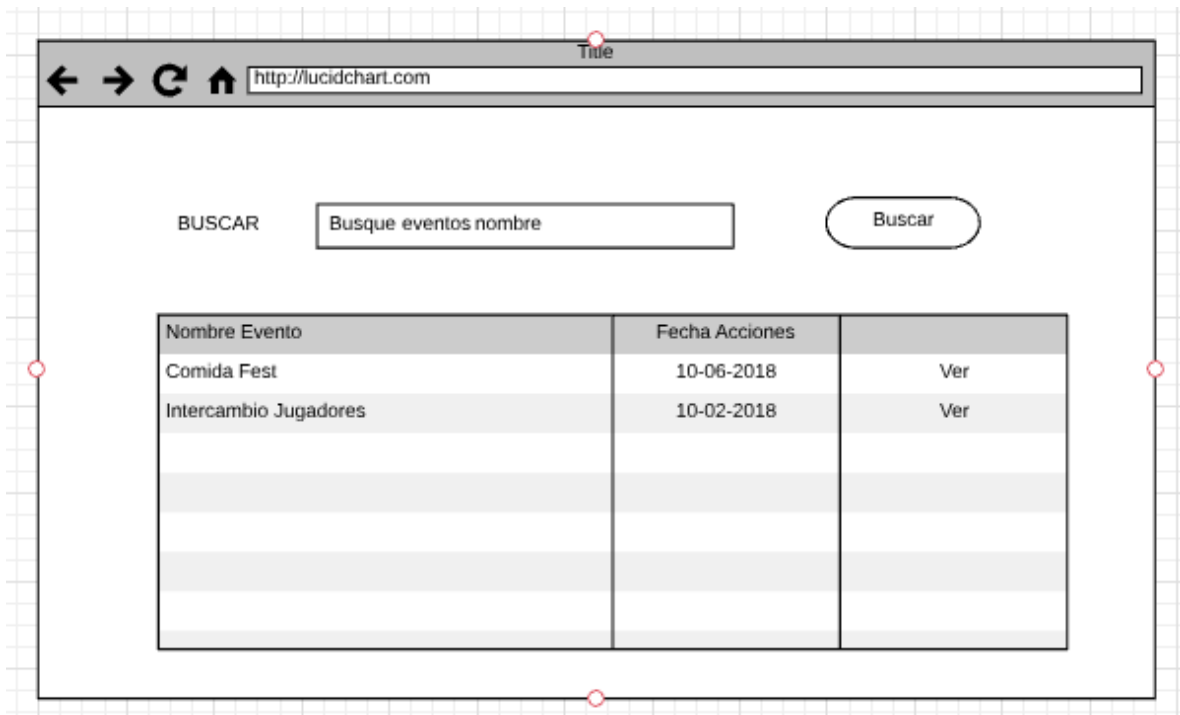 Title
http://lucidchart.com
BUSCAR Busque eventos nombre Buscar
Nombre Evento Fecha Acciones
Comida Fest 10-06-2018 Ver
Intercambio Jugadores 10-02-2018 Ver